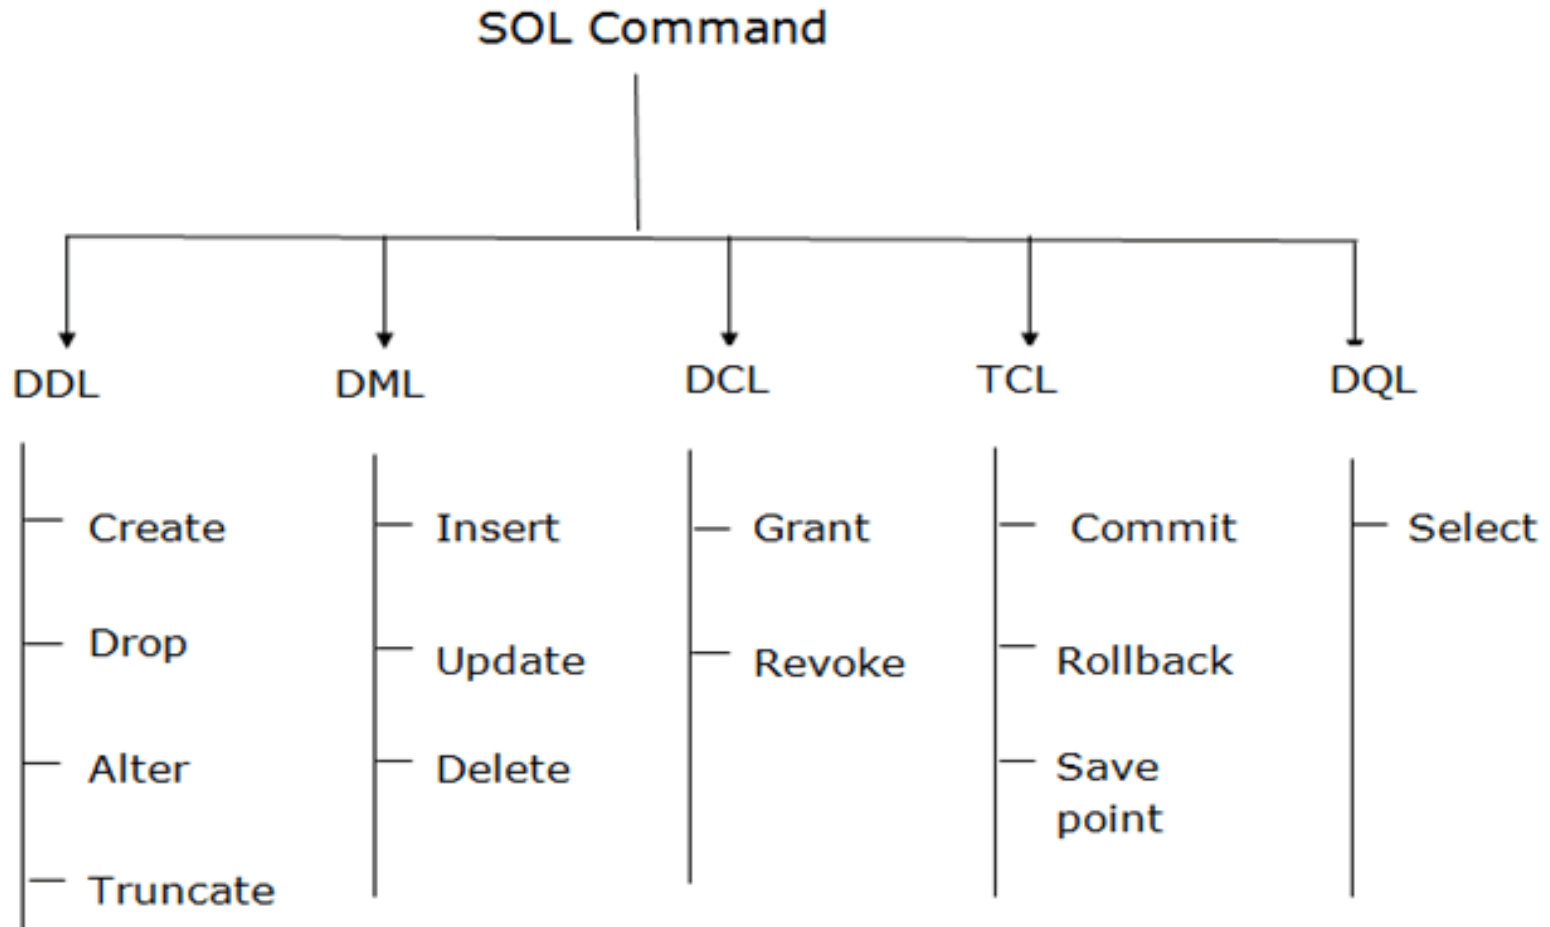 SOL Command
DDL
DML
DCL
TCL
DQL
Create
Drop
Alter
Truncate
Insert
Update
Delete
Grant
Revoke
Commit
Rollback
Save
point
Select